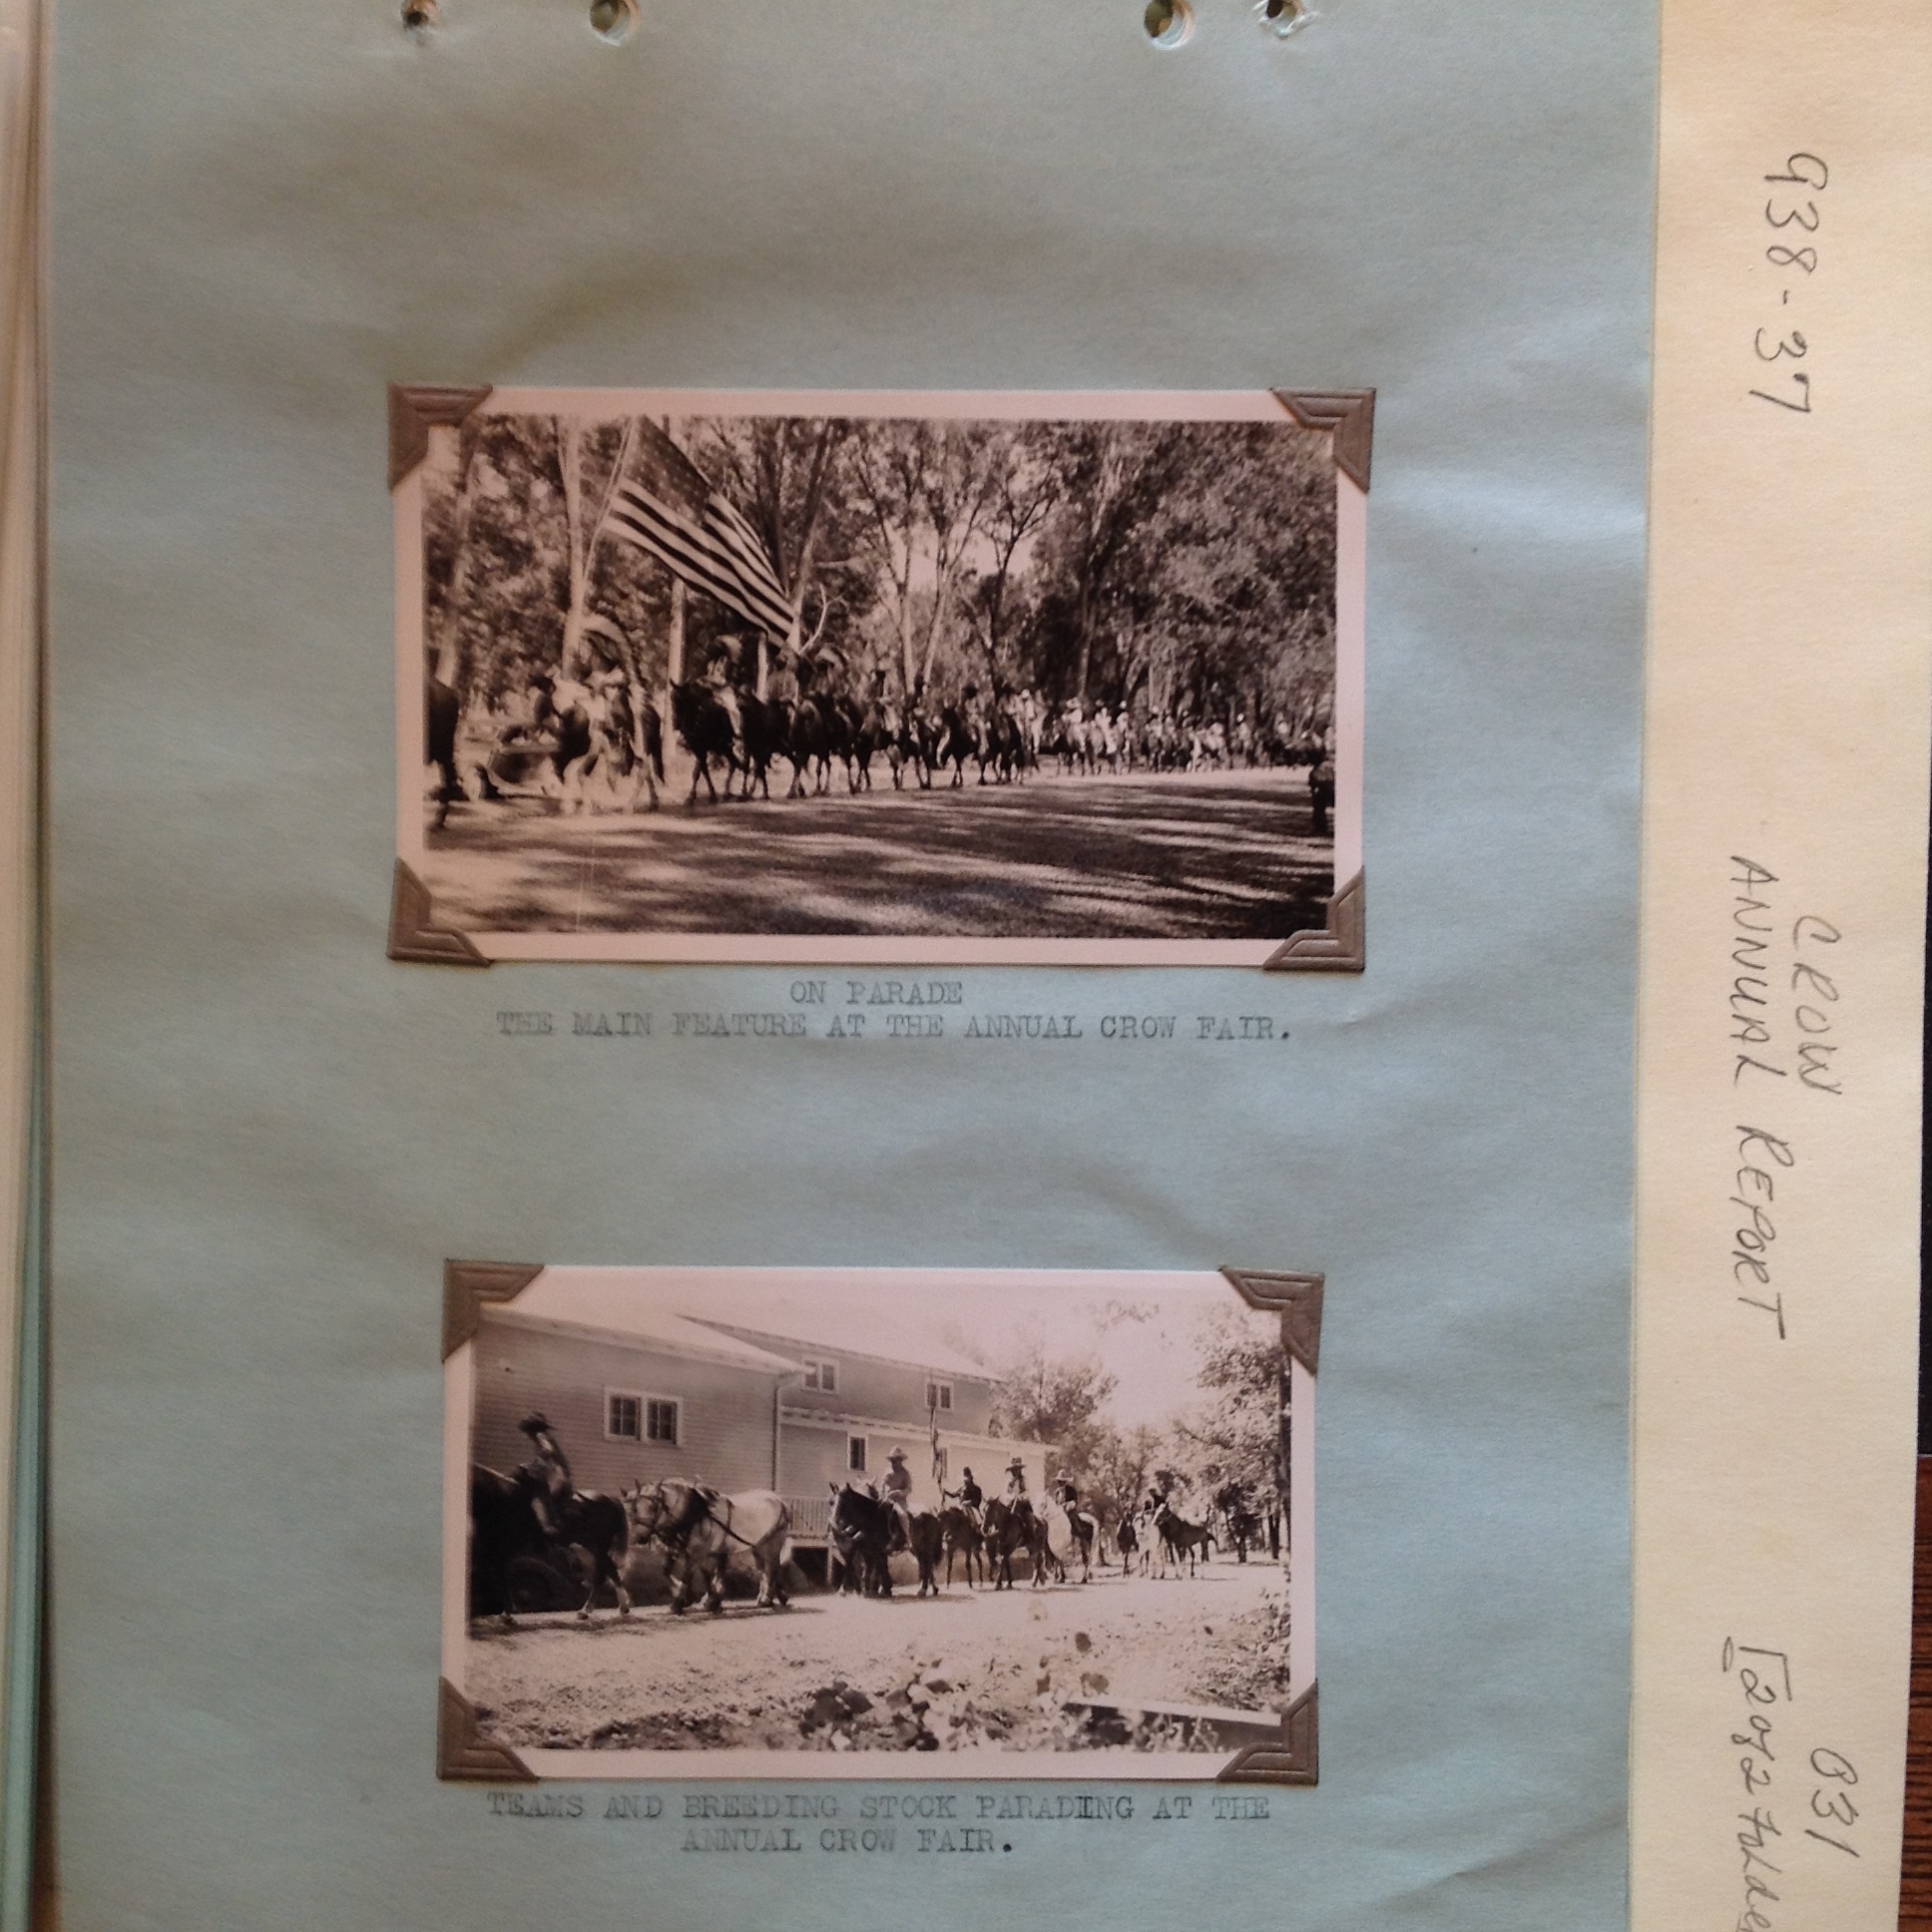 ON PARADE
THE MAIN FEATURE AT THE ANNUAL CROW FAIR.
TEAMS AND BREEDING STOCK PARADING AT THE
ANNUAL CROW FAIR.
938-37
CROW
ANNUAL REPORT
031
[2 of 2 folde